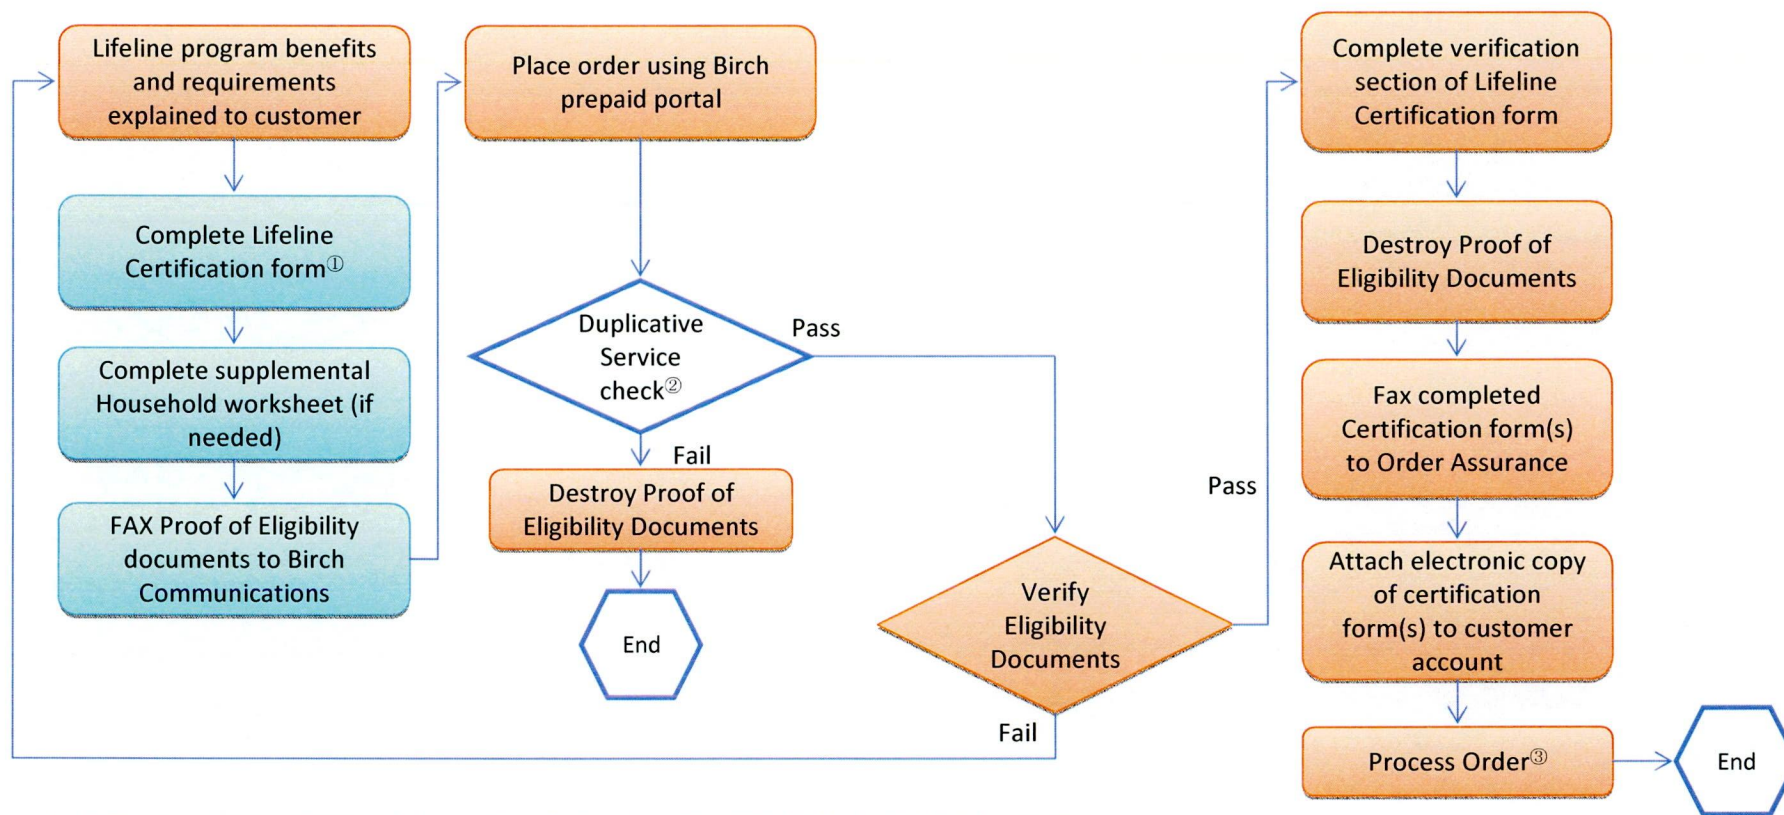 Lifeline program benefits
and requirements
explained to customer
Complete Lifeline
Certification form①
Complete supplemental
Household worksheet (if
needed)
FAX Proof of Eligibility
documents to Birch
Communications
Place order using Birch
prepaid portal
Duplicative
Service
check②
Pass
Fail
Destroy Proof of
Eligibility Documents
End
Verify
Eligibility
Documents
Pass
Fail
Complete verification
section of Lifeline
Certification form
Destroy Proof of
Eligibility Documents
Fax completed
Certification form(s)
to Order Assurance
Attach electronic copy
of certification
form(s) to customer
account
Process Order③
End